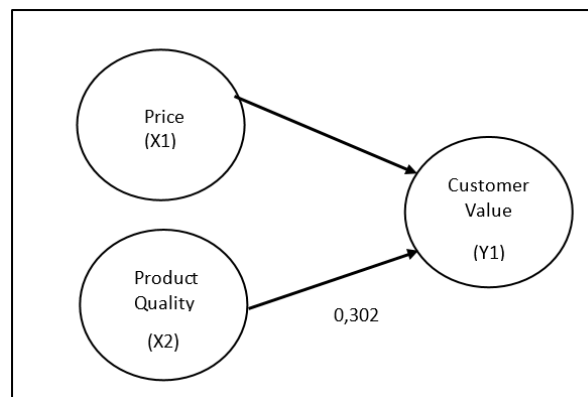 Price
(X1)
Customer
Value
(Y1)
Product
Quality
(X2)
0,302